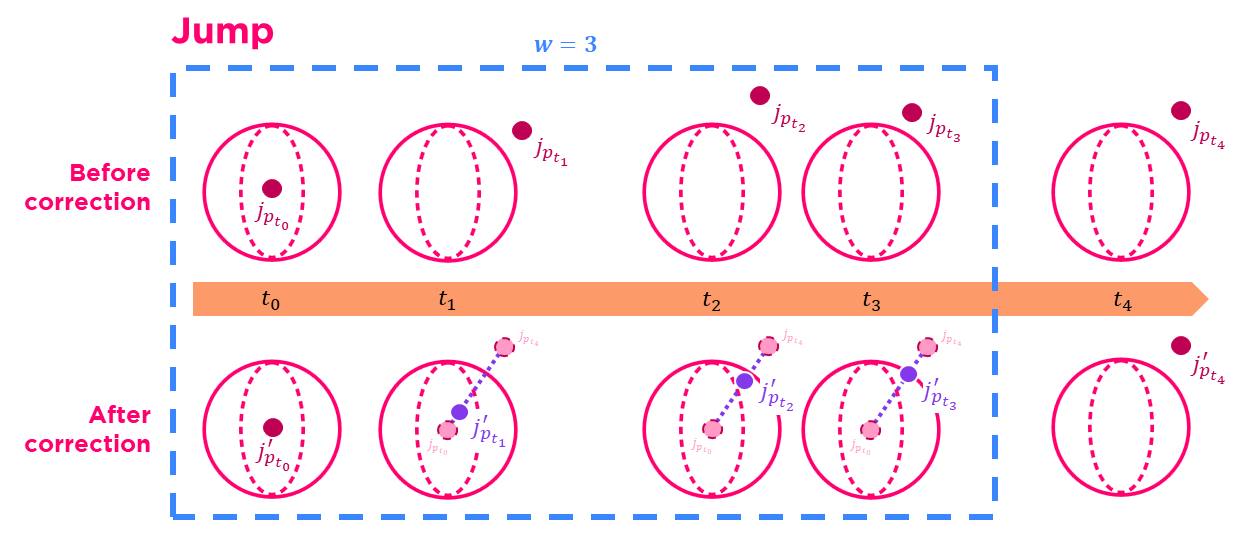 Jump
w = 3
Before
correction
j_{p_{t_0}}
j_{p_{t_1}}
j_{p_{t_2}}
j_{p_{t_3}}
j_{p_{t_4}}
t_0
t_1
t_2
t_3
t_4
After
correction
j'_{p_{t_0}}
j_{p_{t_4}}
j'_{p_{t_1}}
j_{p_{t_0}}
j_{p_{t_4}}
j'_{p_{t_2}}
j_{p_{t_0}}
j_{p_{t_4}}
j'_{p_{t_3}}
j_{p_{t_0}}
j'_{p_{t_4}}